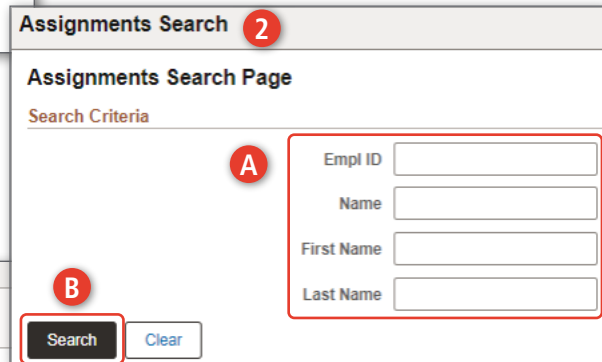 Assignments Search 2
Assignments Search Page
Search Criteria
A
Empl ID
Name
First Name
Last Name
B
Search Clear